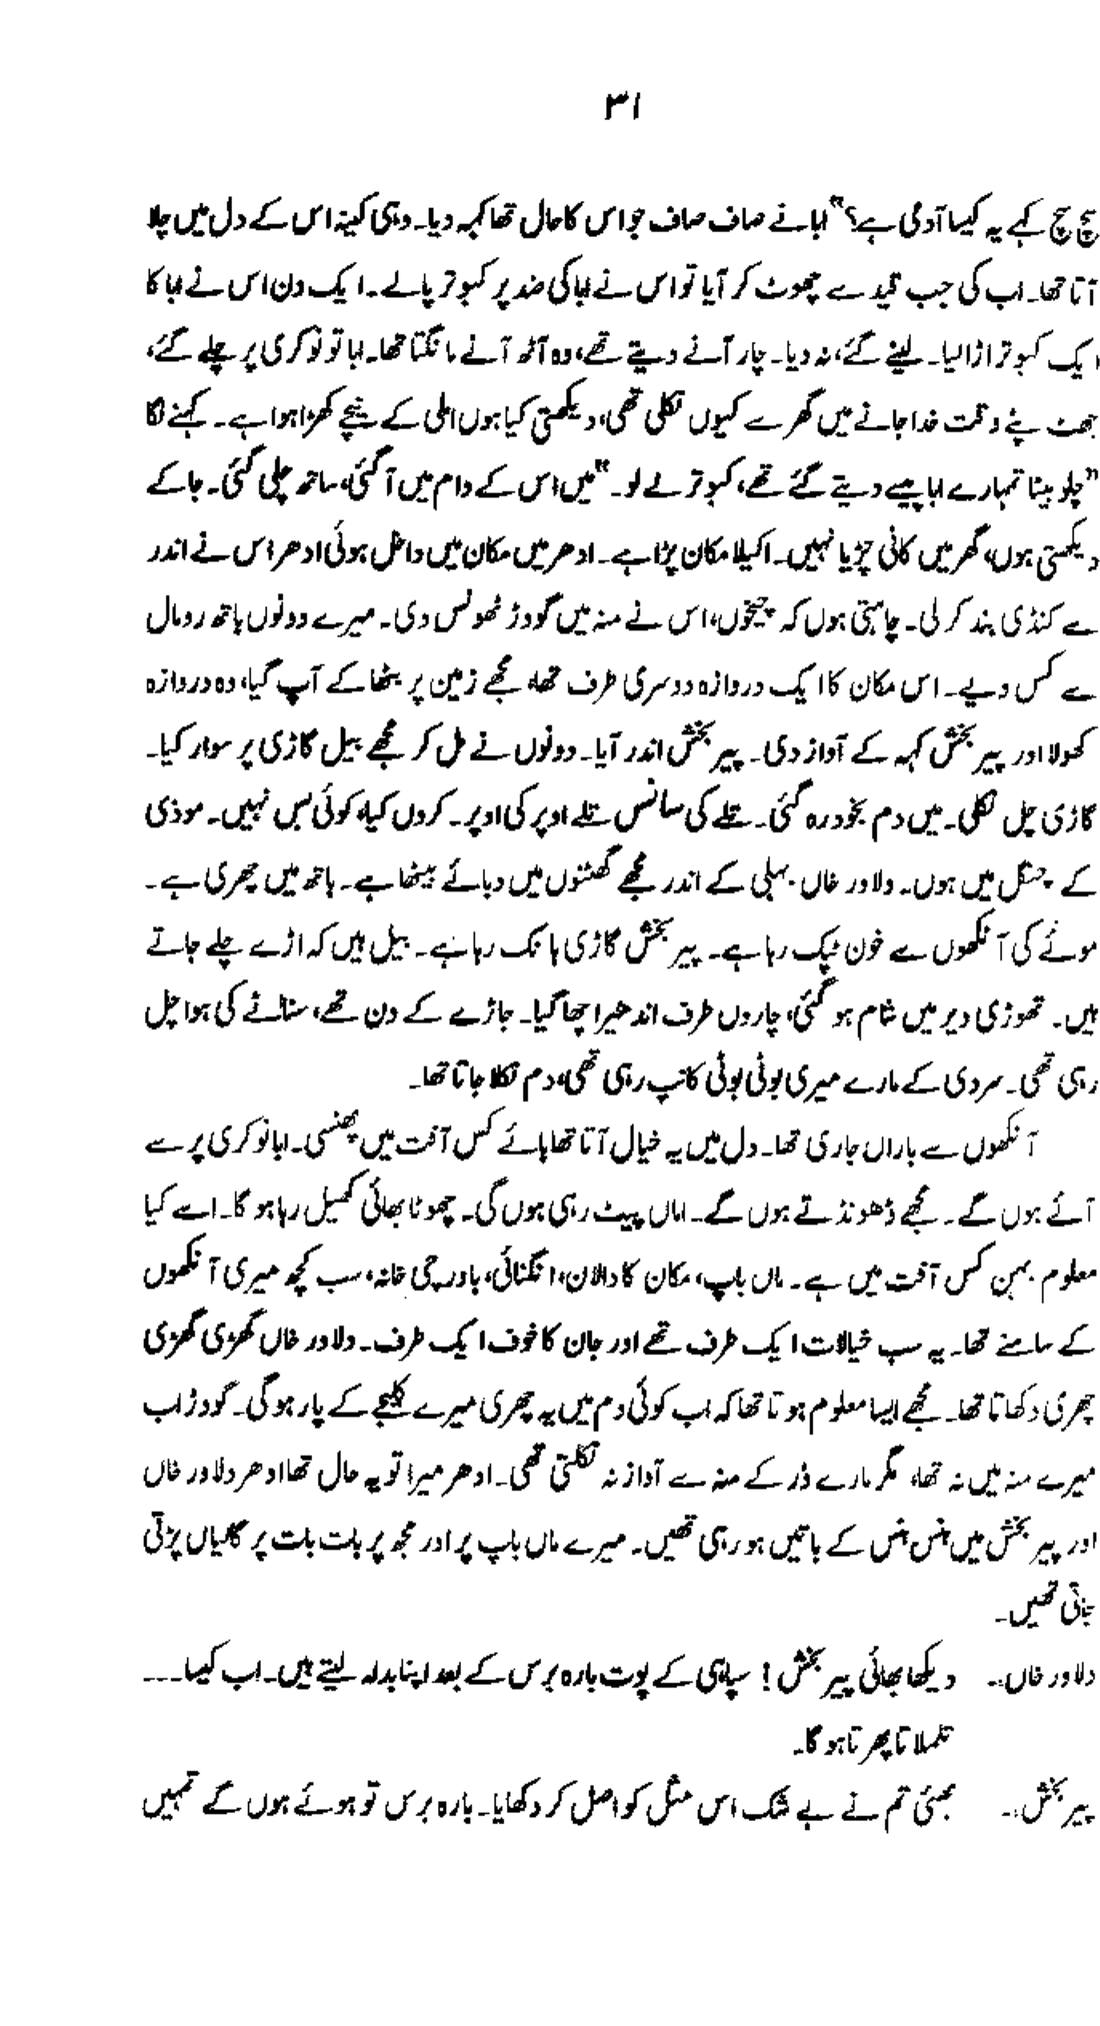 ۳۱
سچ سچ کہے یہ کیسا آدمی ہے؟" ابا نے صاف صاف جو اس کا حال تھا کہہ دیا۔ وہی کینہ اس کے دل میں چلا
آتا تھا۔ اب کی جب قید سے چھوٹ کر آیا تو اس نے ابا کی ضد پر کبوتر پالے۔ ایک دن اس نے ابا کا
ایک کبوتر اڑا لیا۔ لینے گئے، نہ دیا۔ چار آنے دیتے تھے، وہ آٹھ آنے مانگتا تھا۔ ابا تو نوکری پر چلے گئے،
جھٹ پٹے وقت خدا جانے میں گھر سے کیوں نکلی تھی، دیکھتی کیا ہوں املی کے نیچے کھڑا ہوا ہے۔ کہنے لگا
"چلو بیٹا تمہارے ابا پیسے دیتے گئے تھے، کبوتر لے لو۔" میں اس کے دام میں آ گئی، ساتھ چلی گئی۔ جا کے
دیکھتی ہوں، گھر میں کانی چڑیا نہیں۔ اکیلا مکان پڑا ہے۔ ادھر میں مکان میں داخل ہوئی ادھر اس نے اندر
سے کنڈی بند کر لی۔ چاہتی ہوں کہ چیخوں، اس نے منہ میں گودڑ ٹھونس دی۔ میرے دونوں ہاتھ رومال
سے کس دیے۔ اس مکان کا ایک دروازہ دوسری طرف تھا، مجھے زمین پر بٹھا کے آپ گیا، وہ دروازہ
کھولا اور پیر بخش کہہ کے آواز دی۔ پیر بخش اندر آیا۔ دونوں نے مل کر مجھے بیل گاڑی پر سوار کیا۔
گاڑی چل نکلی۔ میں دم بخود رہ گئی۔ تلے کی سانس تلے اوپر کی اوپر۔ کروں کیا، کوئی بس نہیں۔ موذی
کے چنگل میں ہوں۔ دلاور خاں بہلی کے اندر مجھے گھٹنوں میں دبائے بیٹھا ہے۔ ہاتھ میں چھری ہے۔
موئے کی آنکھوں سے خون ٹپک رہا ہے۔ پیر بخش گاڑی ہانک رہا ہے۔ بیل ہیں کہ اڑے چلے جاتے
ہیں۔ تھوڑی دیر میں شام ہو گئی، چاروں طرف اندھیرا چھا گیا۔ جاڑے کے دن تھے، سناٹے کی ہوا چل
رہی تھی۔ سردی کے مارے میری بوٹی بوٹی کانپ رہی تھی، دم نکلا جاتا تھا۔
آنکھوں سے باراں جاری تھا۔ دل میں یہ خیال آتا تھا ہائے کس آفت میں پھنسی۔ ابا نوکری پر سے
آئے ہوں گے۔ مجھے ڈھونڈتے ہوں گے۔ اماں پیٹ رہی ہوں گی۔ چھوٹا بھائی کھیل رہا ہو گا۔ اسے کیا
معلوم بہن کس آفت میں ہے۔ ماں باپ، مکان کا دالان، انگنائی، باورچی خانہ، سب کچھ میری آنکھوں
کے سامنے تھا۔ یہ سب خیالات ایک طرف تھے اور جان کا خوف ایک طرف۔ دلاور خاں گھڑی گھڑی
چھری دکھاتا تھا۔ مجھے ایسا معلوم ہوتا تھا کہ اب کوئی دم میں یہ چھری میرے کلیجے کے پار ہو گی۔ گودڑ اب
میرے منہ میں نہ تھا، مگر مارے ڈر کے منہ سے آواز نہ نکلتی تھی۔ ادھر میرا تو یہ حال تھا ادھر دلاور خاں
اور پیر بخش میں ہنس ہنس کے باتیں ہو رہی تھیں۔ میرے ماں باپ پر اور مجھ پر بات بات پر گالیاں پڑتی
جاتی تھیں۔
دلاور خاں:۔ دیکھا بھائی پیر بخش! سپاہی کے پوت بارہ برس کے بعد اپنا بدلہ لیتے ہیں۔ اب کیسا۔۔۔
تلملاتا پھرتا ہو گا۔
پیر بخش:۔ بھئی تم نے بے شک اس مثل کو اصل کر دکھایا۔ بارہ برس تو ہوئے ہوں گے تمہیں